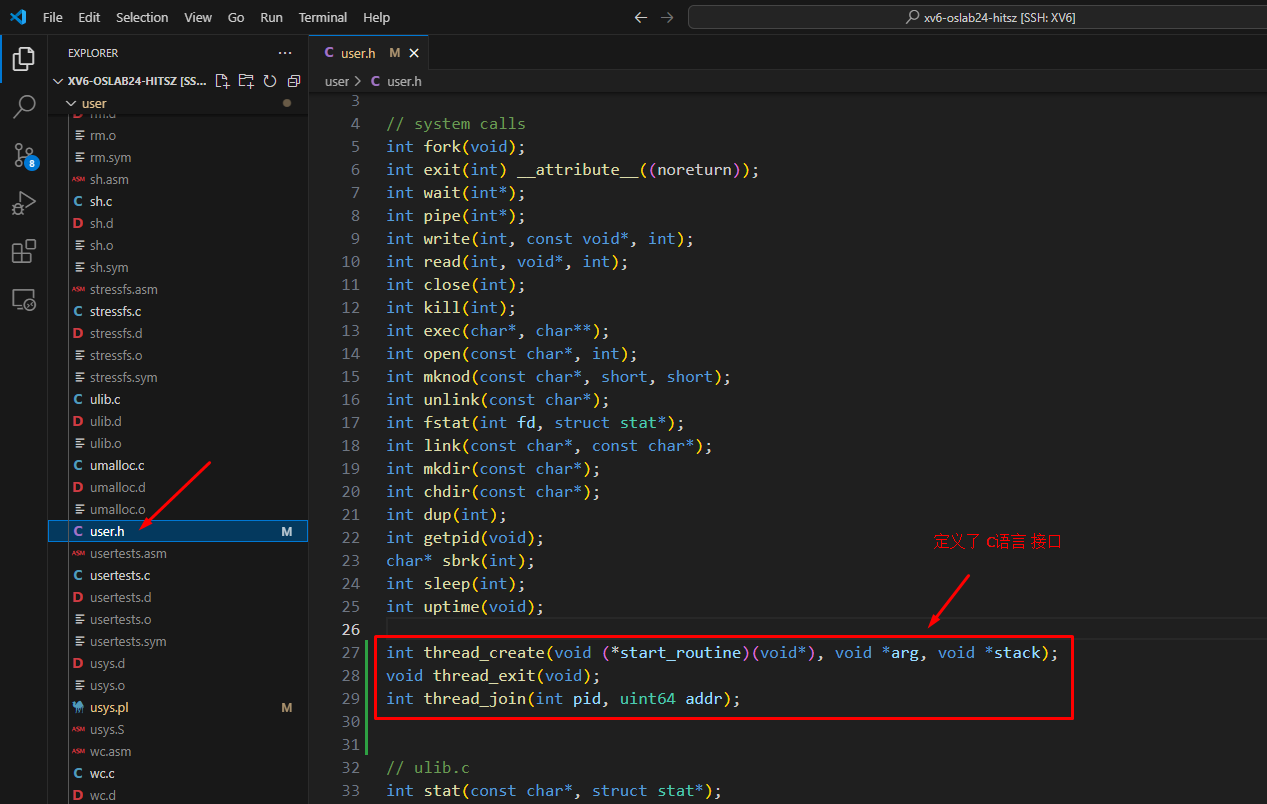 File Edit Selection View Go Run Terminal Help
xv6-oslab24-hitsz [SSH: XV6]
EXPLORER
XV6-OSLAB24-HITSZ [SS...
user
rm.d
rm.o
rm.sym
ASM sh.asm
C sh.c
D sh.d
sh.o
sh.sym
ASM stressfs.asm
C stressfs.c
D stressfs.d
stressfs.o
stressfs.sym
C ulib.c
D ulib.d
ulib.o
C umalloc.c
D umalloc.d
umalloc.o
C user.h M
ASM usertests.asm
C usertests.c
D usertests.d
usertests.o
usertests.sym
D usys.d
usys.o
usys.pl M
ASM usys.S
ASM wc.asm
C wc.c
D wc.d
8
C user.h M
user > C user.h
3
4 // system calls
5 int fork(void);
6 int exit(int) __attribute__((noreturn));
7 int wait(int*);
8 int pipe(int*);
9 int write(int, const void*, int);
10 int read(int, void*, int);
11 int close(int);
12 int kill(int);
13 int exec(char*, char**);
14 int open(const char*, int);
15 int mknod(const char*, short, short);
16 int unlink(const char*);
17 int fstat(int fd, struct stat*);
18 int link(const char*, const char*);
19 int mkdir(const char*);
20 int chdir(const char*);
21 int dup(int);
22 int getpid(void);
23 char* sbrk(int);
24 int sleep(int);
25 int uptime(void);
26
定义了 C语言 接口
27 int thread_create(void (*start_routine)(void*), void *arg, void *stack);
28 void thread_exit(void);
29 int thread_join(int pid, uint64 addr);
30
31
32 // ulib.c
33 int stat(const char*, struct stat*);